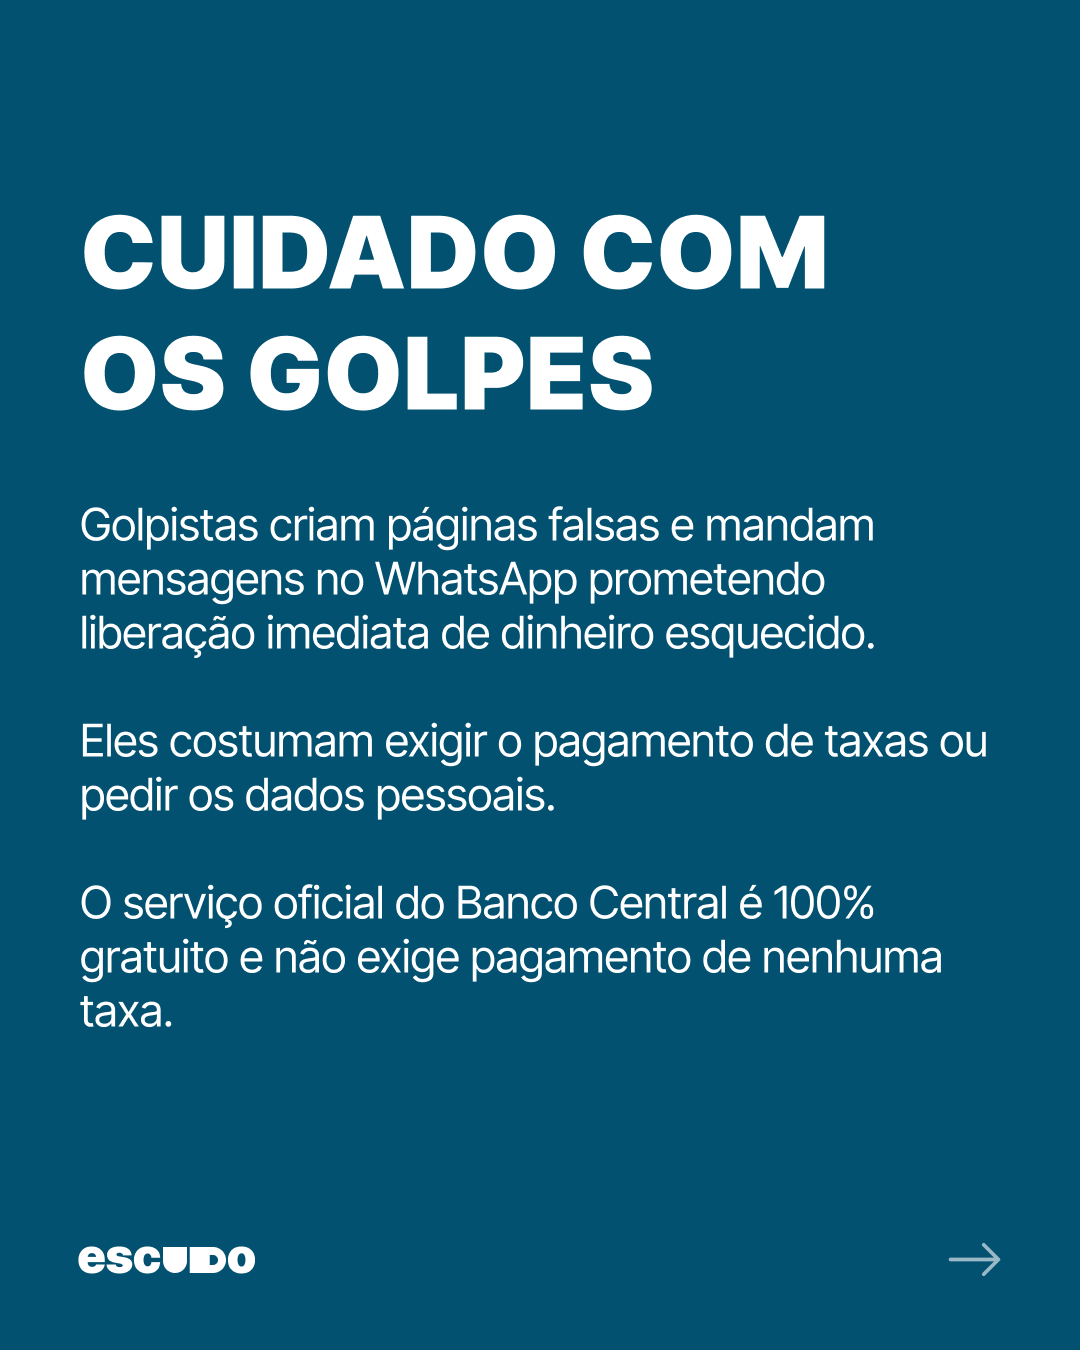 CUIDADO COM
OS GOLPES
Golpistas criam páginas falsas e mandam
mensagens no WhatsApp prometendo
liberação imediata de dinheiro esquecido.
Eles costumam exigir o pagamento de taxas ou
pedir os dados pessoais.
O serviço oficial do Banco Central é 100%
gratuito e não exige pagamento de nenhuma
taxa.
escudo